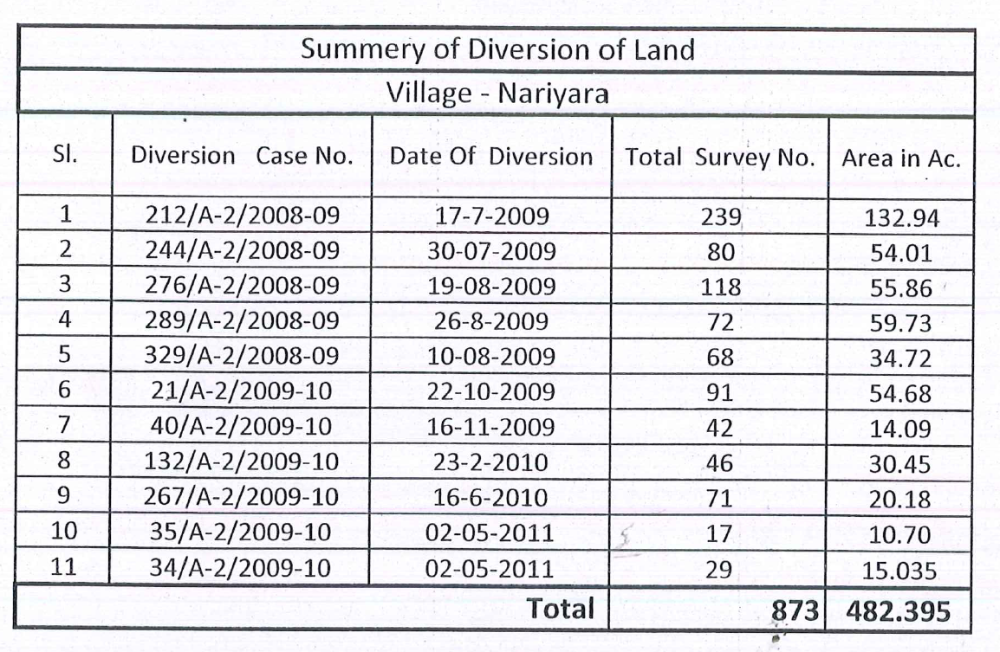 Summery of Diversion of Land
Village - Nariyara
Sl. Diversion Case No. Date Of Diversion Total Survey No. Area in Ac.
1 212/A-2/2008-09 17-7-2009 239 132.94
2 244/A-2/2008-09 30-07-2009 80 54.01
3 276/A-2/2008-09 19-08-2009 118 55.86
4 289/A-2/2008-09 26-8-2009 72 59.73
5 329/A-2/2008-09 10-08-2009 68 34.72
6 21/A-2/2009-10 22-10-2009 91 54.68
7 40/A-2/2009-10 16-11-2009 42 14.09
8 132/A-2/2009-10 23-2-2010 46 30.45
9 267/A-2/2009-10 16-6-2010 71 20.18
10 35/A-2/2009-10 02-05-2011 17 10.70
11 34/A-2/2009-10 02-05-2011 29 15.035
Total 873 482.395